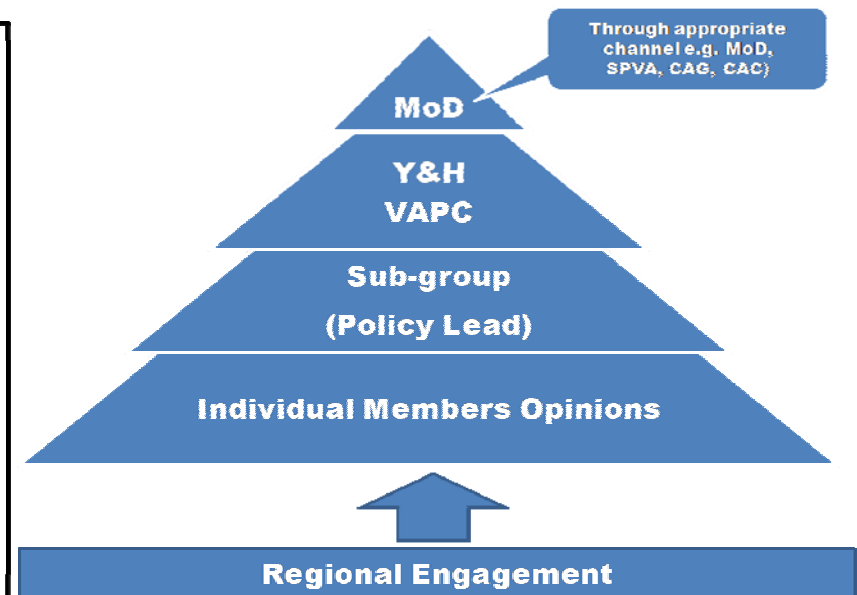 Through appropriate
channel e.g. MoD,
SPVA, CAG, CAC)
MoD
Y&H
VAPC
Sub-group
(Policy Lead)
Individual Members Opinions
Regional Engagement